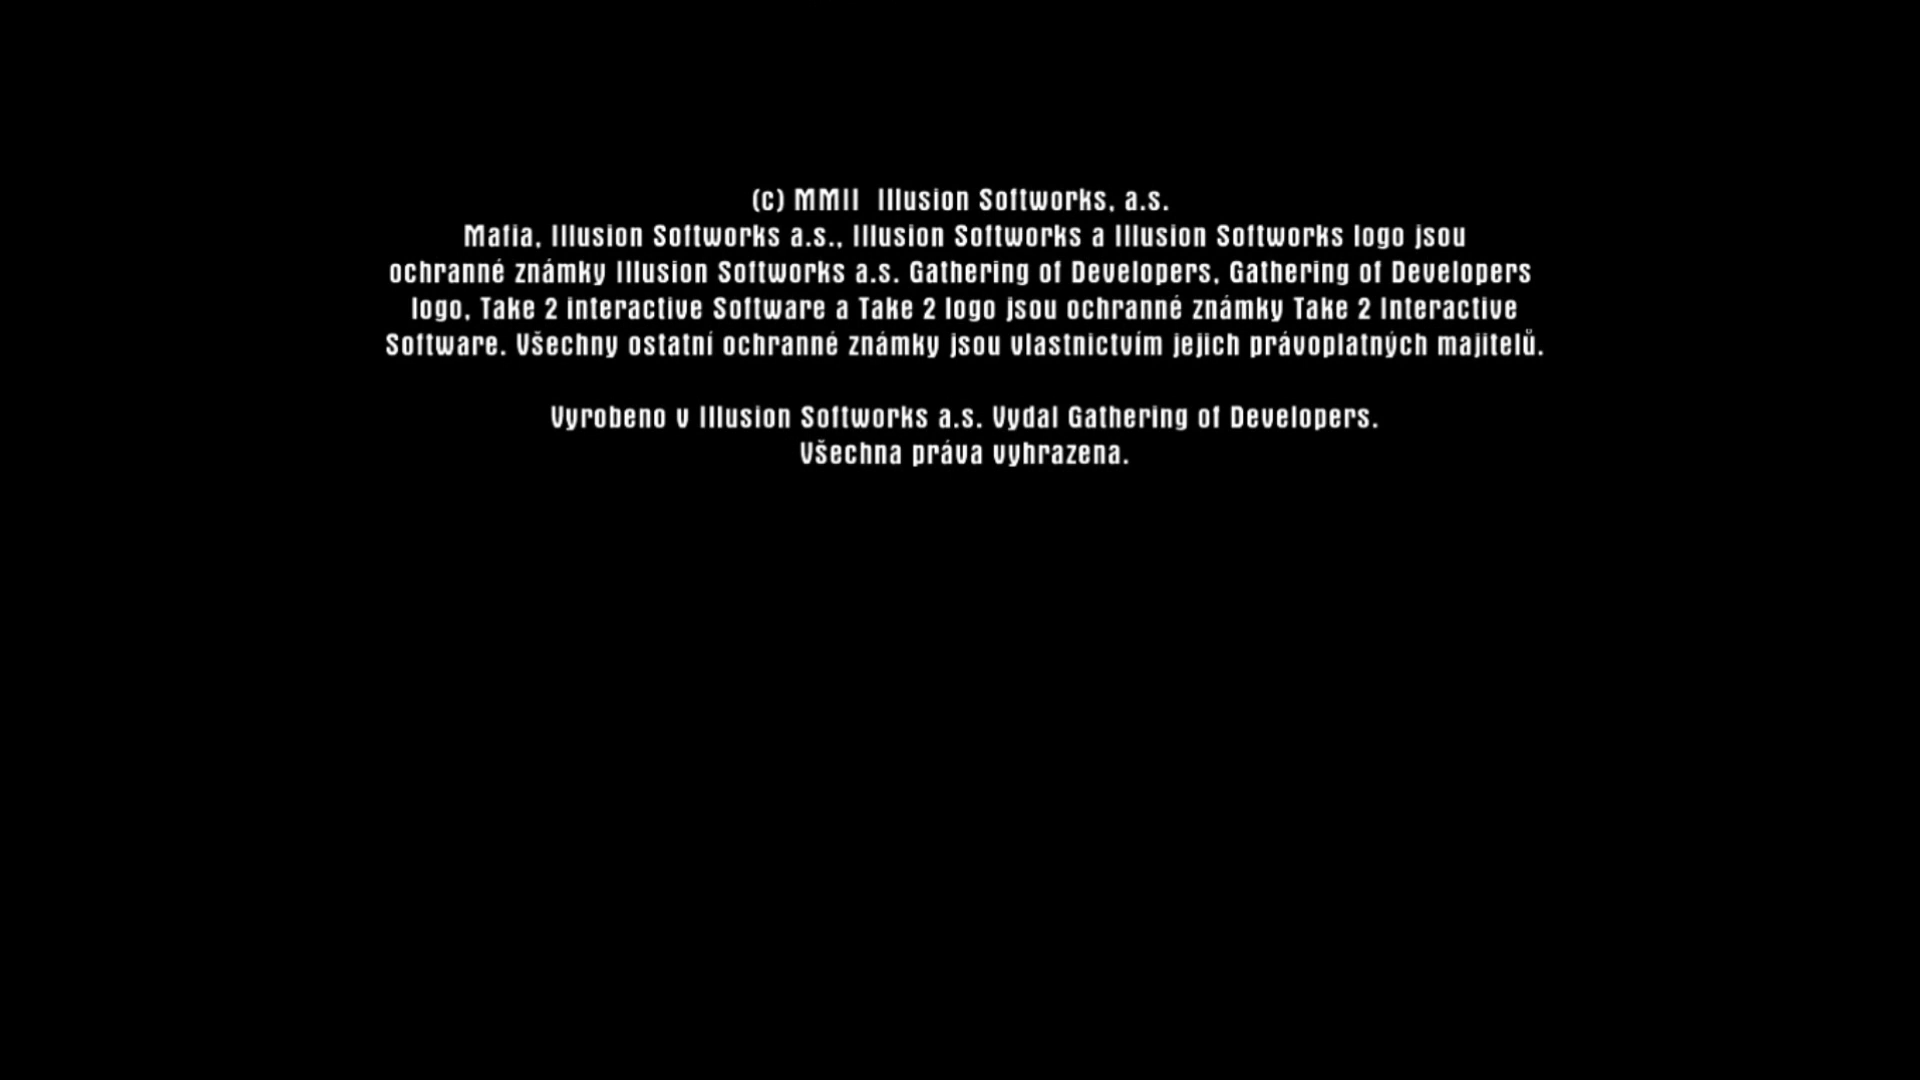 (c) MMII  Illusion Softworks, a.s.
Mafia, Illusion Softworks a.s., Illusion Softworks a Illusion Softworks logo jsou
ochranné známky Illusion Softworks a.s. Gathering of Developers, Gathering of Developers
logo, Take 2 interactive Software a Take 2 logo jsou ochranné známky Take 2 Interactive
Software. Všechny ostatní ochranné známky jsou vlastnictvím jejich právoplatných majitelů.
Vyrobeno v Illusion Softworks a.s. Vydal Gathering of Developers.
Všechna práva vyhrazena.